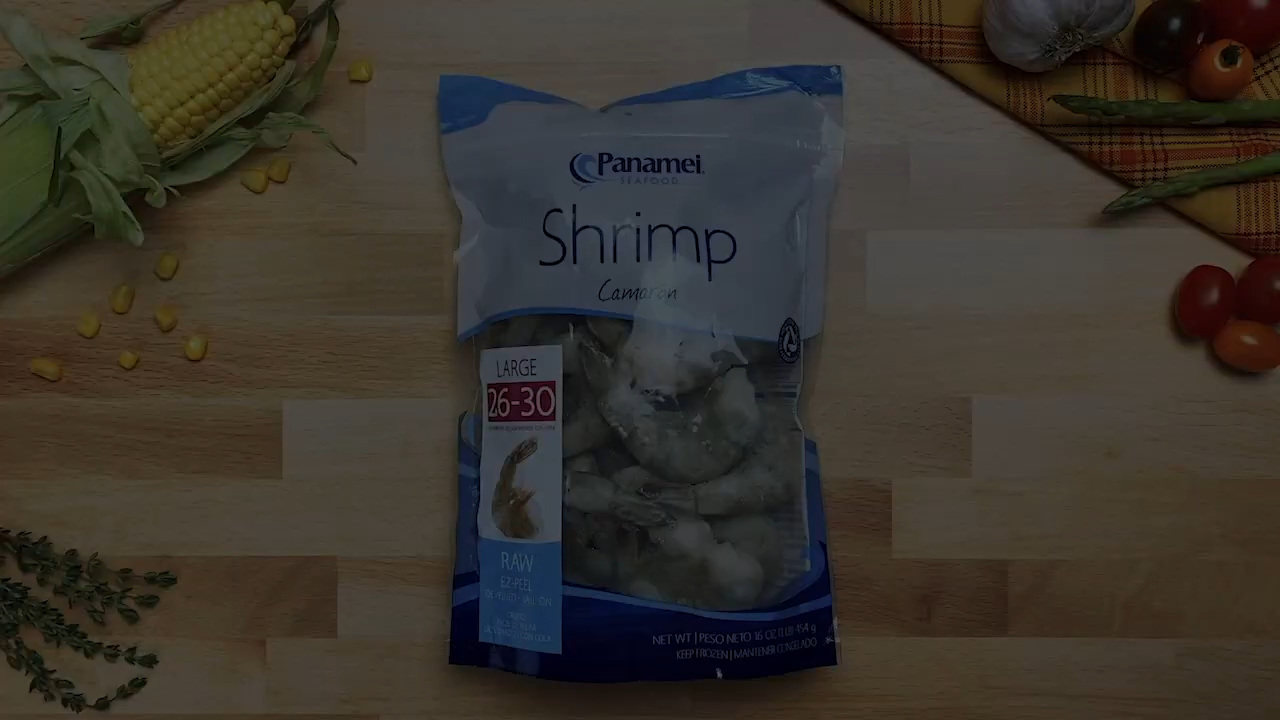 Panamei
SEAFOOD
Shrimp
Camarón
LARGE
26-30
RAW
EZ-PEEL
NET WT | PESO NETO 16 OZ (1 LB) 454 g
KEEP FROZEN | MANTENER CONGELADO